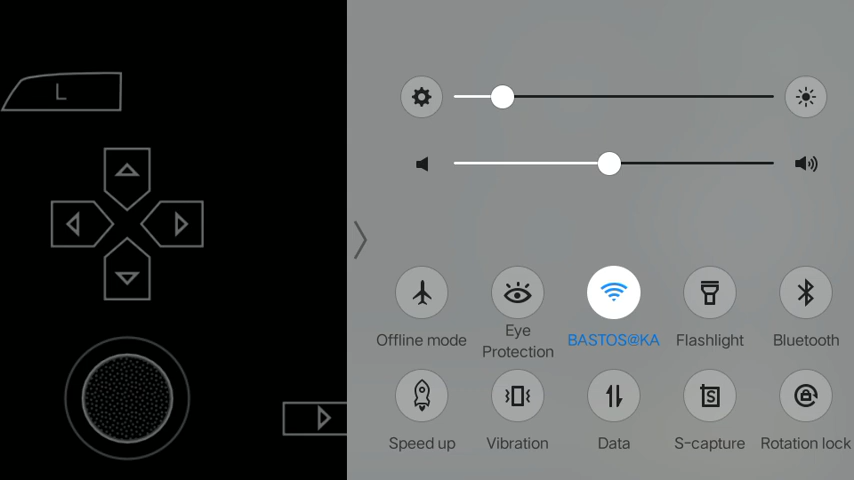 L
Offline mode
Eye
Protection
BASTOS@KA
Flashlight
Bluetooth
Speed up
Vibration
Data
S
S-capture
Rotation lock